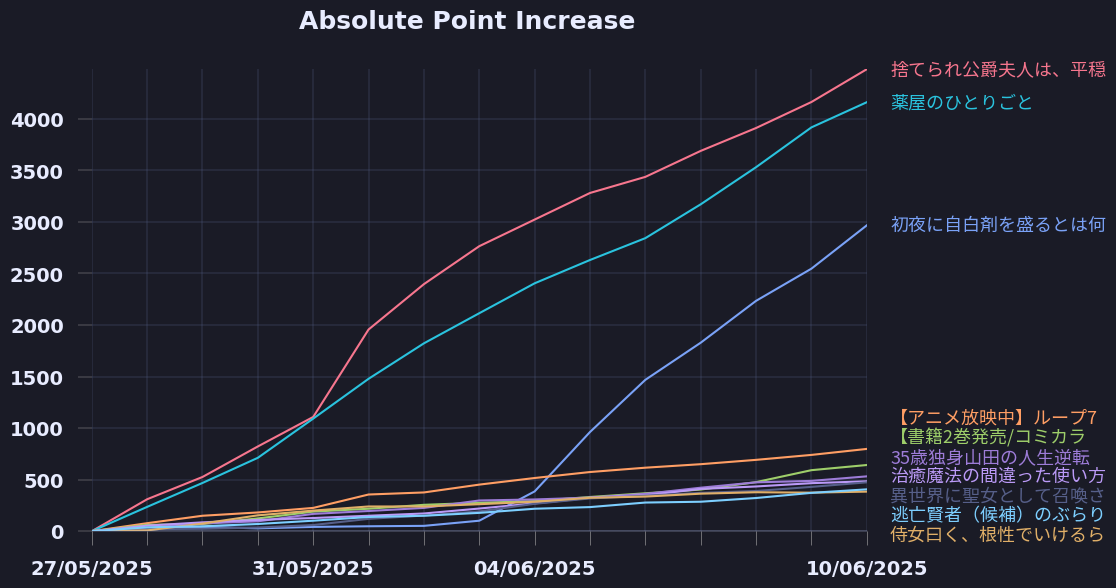 Absolute Point Increase
捨てられ公爵夫人は、平穏
4000
薬屋のひとりごと
3500
3000
初夜に自白剤を盛るとは何
2500
2000
1500
1000
【アニメ放映中】ループ7
【書籍2巻発売/コミカラ
500
35歳独身山田の人生逆転
治癒魔法の間違った使い方
異世界に聖女として召喚さ
逃亡賢者（候補）のぶらり
0
侍女曰く、根性でいけるら
27/05/2025
31/05/2025
04/06/2025
10/06/2025